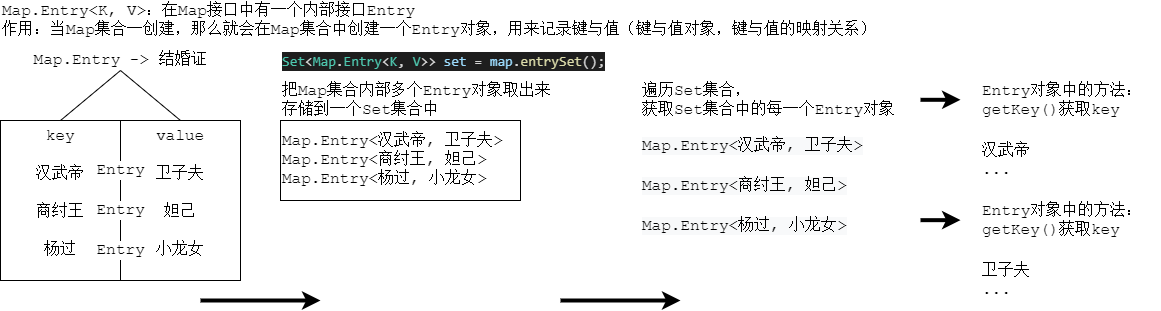 Map.Entry<K, V>: 在Map接口中有一个内部接口Entry
作用: 当Map集合一创建, 那么就会在Map集合中创建一个Entry对象, 用来记录键与值 (键与值对象, 键与值的映射关系)
Map.Entry -> 结婚证
key value
汉武帝 Entry 卫子夫
商纣王 Entry 妲己
杨过 Entry 小龙女
Set<Map.Entry<K, V>> set = map.entrySet();
把Map集合内部多个Entry对象取出来
存储到一个Set集合中
Map.Entry<汉武帝, 卫子夫>
Map.Entry<商纣王, 妲己>
Map.Entry<杨过, 小龙女>
遍历Set集合,
获取Set集合中的每一个Entry对象
Map.Entry<汉武帝, 卫子夫>
Map.Entry<商纣王, 妲己>
Map.Entry<杨过, 小龙女>
Entry对象中的方法:
getKey()获取key
汉武帝
...
Entry对象中的方法:
getKey()获取key
卫子夫
...